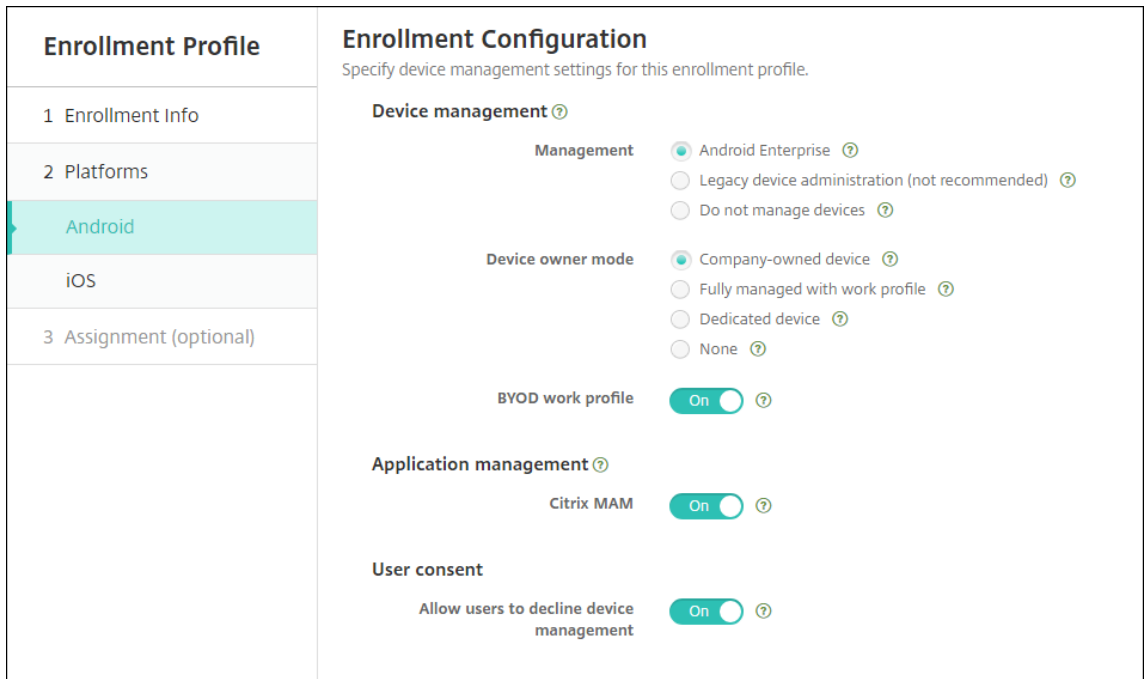 Enrollment Profile
1 Enrollment Info
2 Platforms
Android
iOS
3 Assignment (optional)
Enrollment Configuration
Specify device management settings for this enrollment profile.
Device management ?
Management
Android Enterprise ?
Legacy device administration (not recommended) ?
Do not manage devices ?
Device owner mode
Company-owned device ?
Fully managed with work profile ?
Dedicated device ?
None ?
BYOD work profile
On ?
Application management ?
Citrix MAM
On ?
User consent
Allow users to decline device
management
On ?